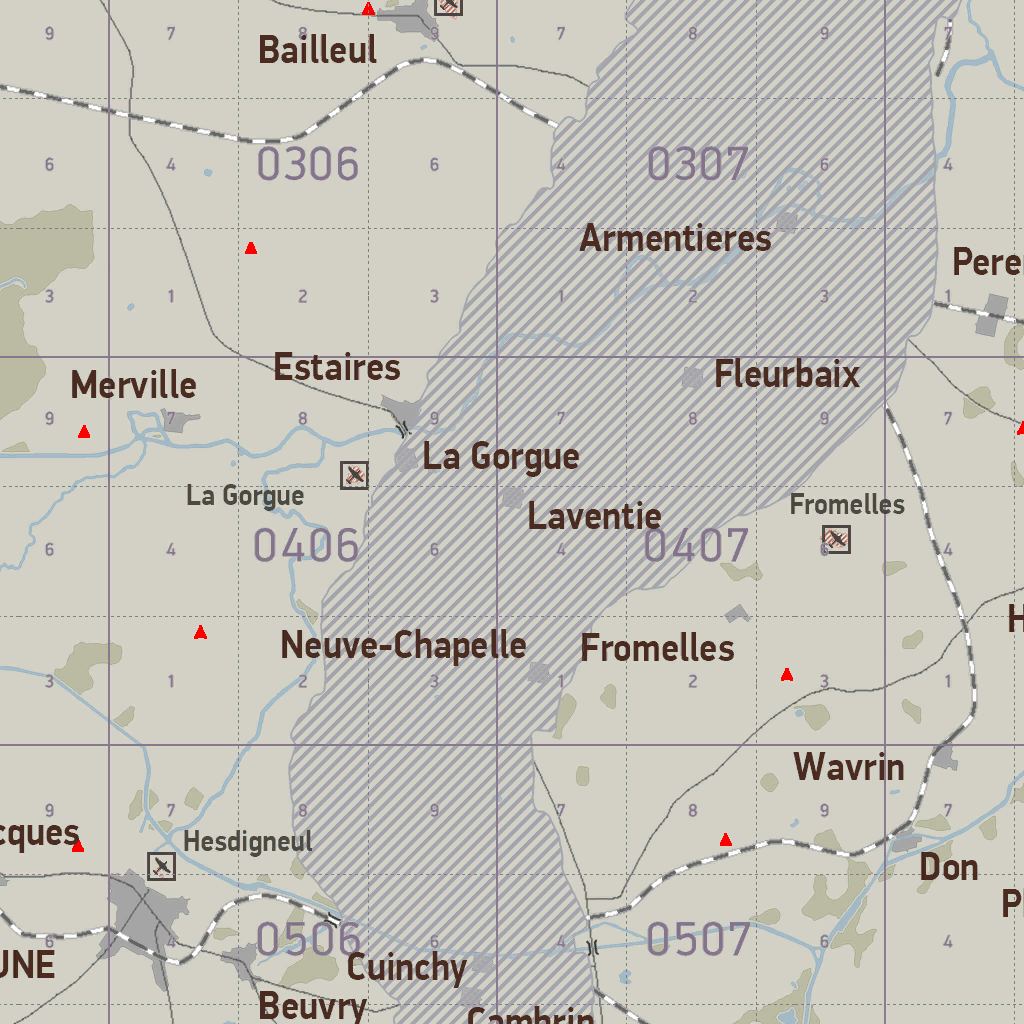 9 7 8 9 7 8 9 7
Bailleul
6 4 0306 6 4 0307 6 4
Armentieres
Pere
3 1 2 3 1 2 3 1
Estaires
Fleurbaix
Merville
9 7 8 9 7 8 9 7
La Gorgue
La Gorgue
Fromelles
Laventie
6 4 0406 6 4 0407 6 4
H
Neuve-Chapelle
Fromelles
3 1 2 3 1 2 3 1
Wavrin
9 7 8 9 7 8 9
cques
Hesdigneul
Don
P
6 4 0506 6 4 0507 6 4
UNE
Cuinchy
Beuvry
Cambrin